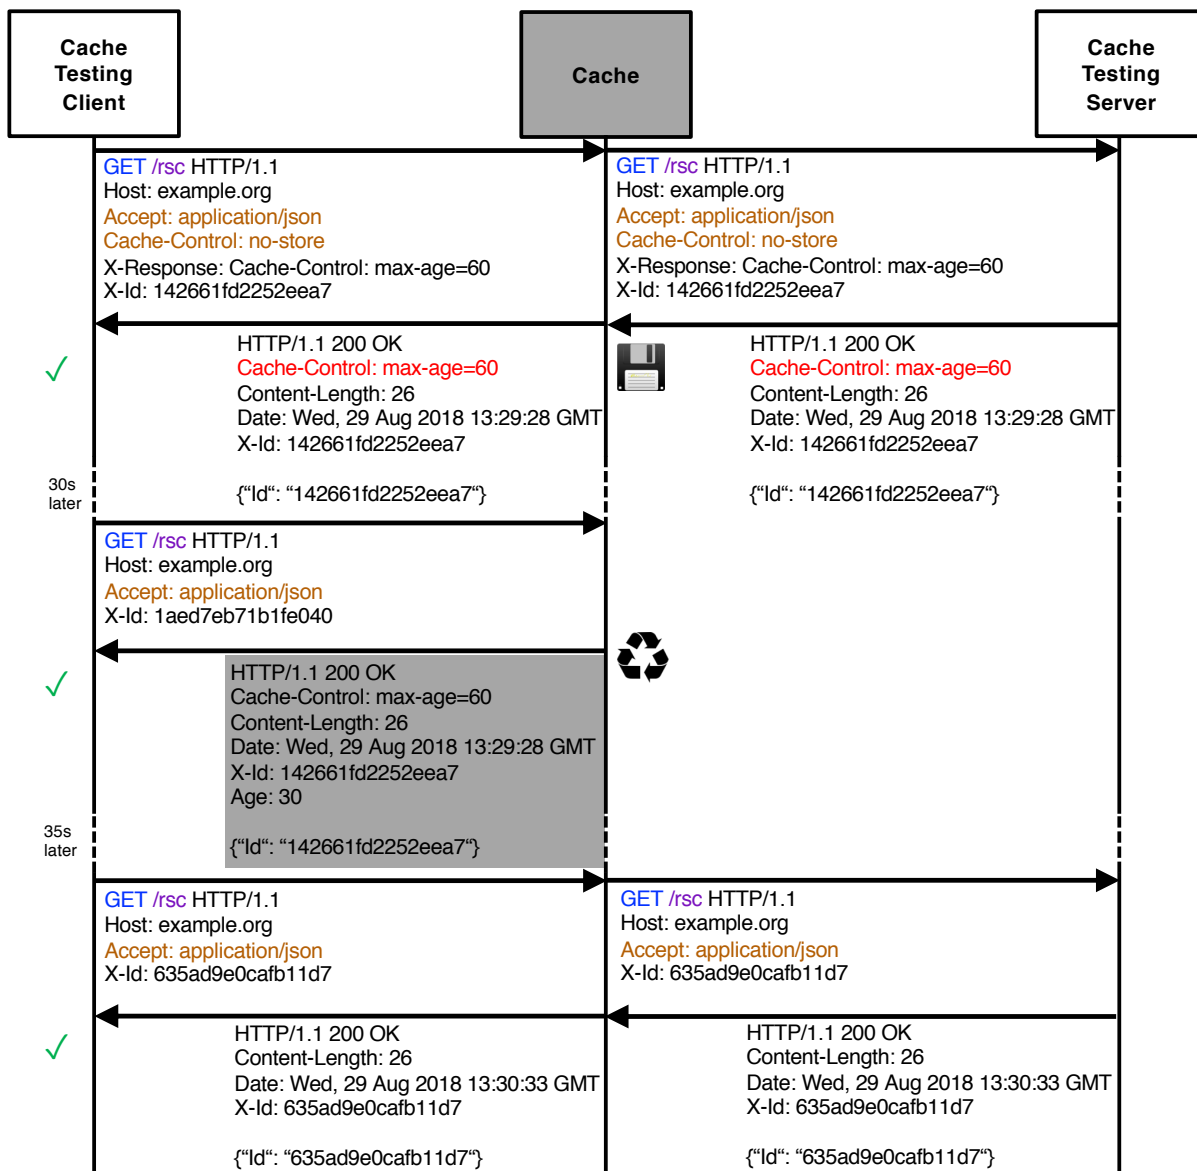 Cache
Testing
Client
Cache
Cache
Testing
Server
GET /rsc HTTP/1.1
Host: example.org
Accept: application/json
Cache-Control: no-store
X-Response: Cache-Control: max-age=60
X-Id: 142661fd2252eea7
GET /rsc HTTP/1.1
Host: example.org
Accept: application/json
Cache-Control: no-store
X-Response: Cache-Control: max-age=60
X-Id: 142661fd2252eea7
HTTP/1.1 200 OK
Cache-Control: max-age=60
Content-Length: 26
Date: Wed, 29 Aug 2018 13:29:28 GMT
X-Id: 142661fd2252eea7
{“Id“: “142661fd2252eea7“}
HTTP/1.1 200 OK
Cache-Control: max-age=60
Content-Length: 26
Date: Wed, 29 Aug 2018 13:29:28 GMT
X-Id: 142661fd2252eea7
{“Id“: “142661fd2252eea7“}
30s
later
GET /rsc HTTP/1.1
Host: example.org
Accept: application/json
X-Id: 1aed7eb71b1fe040
HTTP/1.1 200 OK
Cache-Control: max-age=60
Content-Length: 26
Date: Wed, 29 Aug 2018 13:29:28 GMT
X-Id: 142661fd2252eea7
Age: 30
{“Id“: “142661fd2252eea7“}
35s
later
GET /rsc HTTP/1.1
Host: example.org
Accept: application/json
X-Id: 635ad9e0cafb11d7
GET /rsc HTTP/1.1
Host: example.org
Accept: application/json
X-Id: 635ad9e0cafb11d7
HTTP/1.1 200 OK
Content-Length: 26
Date: Wed, 29 Aug 2018 13:30:33 GMT
X-Id: 635ad9e0cafb11d7
{“Id“: “635ad9e0cafb11d7“}
HTTP/1.1 200 OK
Content-Length: 26
Date: Wed, 29 Aug 2018 13:30:33 GMT
X-Id: 635ad9e0cafb11d7
{“Id“: “635ad9e0cafb11d7“}